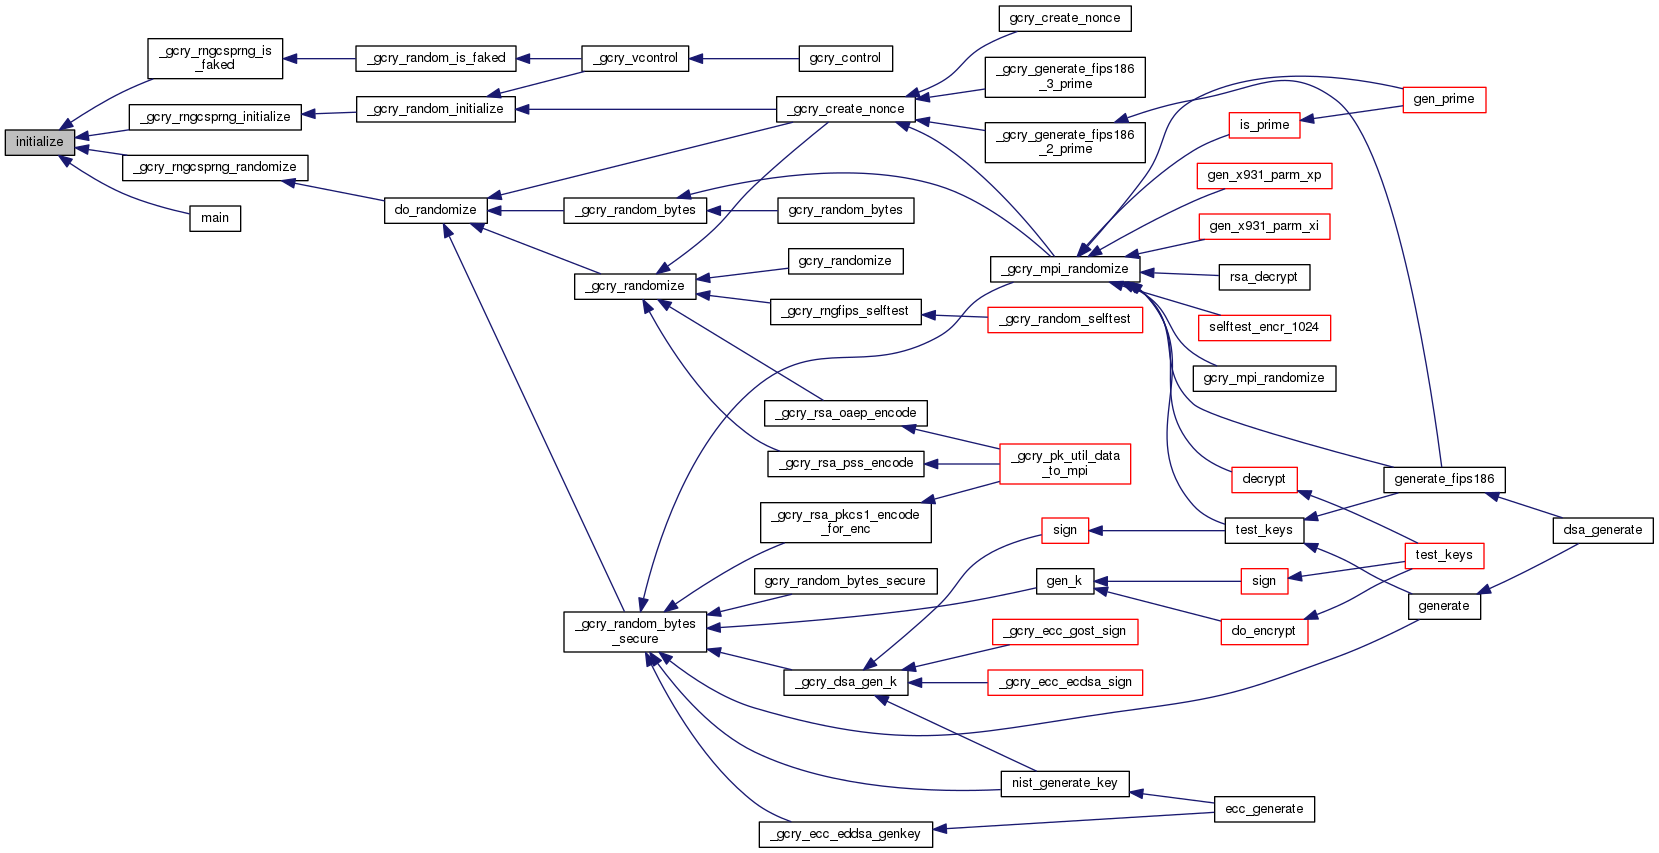 initialize
_gcry_rngcsprng_is
_faked
_gcry_rngcsprng_initialize
_gcry_rngcsprng_randomize
main
_gcry_random_is_faked
_gcry_random_initialize
do_randomize
_gcry_vcontrol
_gcry_random_bytes
_gcry_randomize
_gcry_random_bytes
_secure
gcry_control
_gcry_create_nonce
gcry_random_bytes
gcry_randomize
_gcry_rngfips_selftest
_gcry_rsa_oaep_encode
_gcry_rsa_pss_encode
_gcry_rsa_pkcs1_encode
_for_enc
gcry_random_bytes_secure
_gcry_dsa_gen_k
_gcry_ecc_eddsa_genkey
gcry_create_nonce
_gcry_generate_fips186
_3_prime
_gcry_generate_fips186
_2_prime
_gcry_mpi_randomize
_gcry_random_selftest
_gcry_pk_util_data
_to_mpi
sign
gen_k
_gcry_ecc_gost_sign
_gcry_ecc_ecdsa_sign
nist_generate_key
is_prime
gen_x931_parm_xp
gen_x931_parm_xi
rsa_decrypt
selftest_encr_1024
gcry_mpi_randomize
decrypt
test_keys
sign
do_encrypt
ecc_generate
gen_prime
generate_fips186
test_keys
generate
dsa_generate